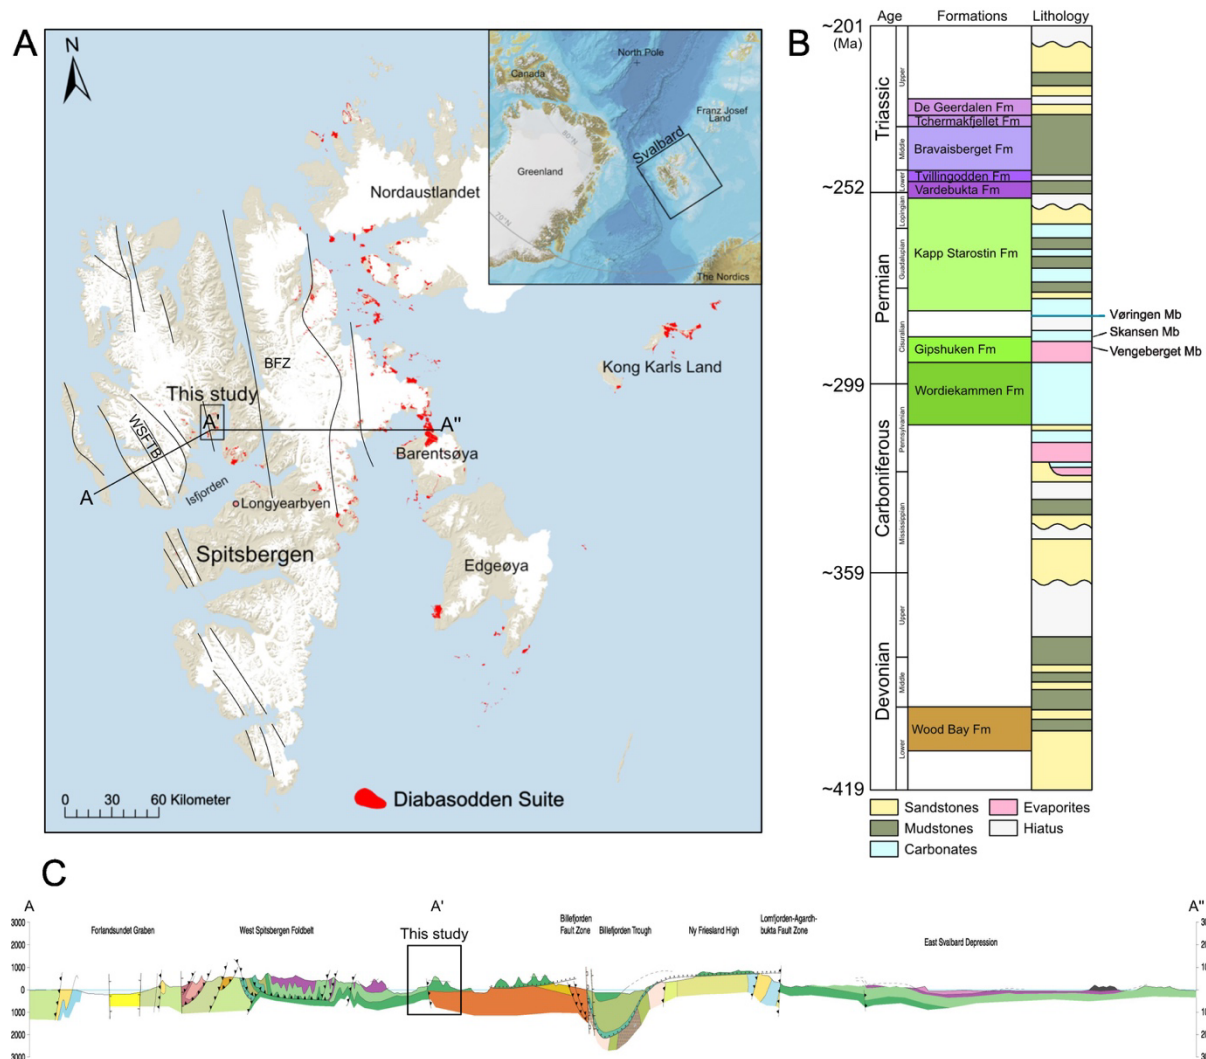 A
N
Nordaustlandet
Canada
North Pole
Franz Josef
Land
Svalbard
Greenland
The Nordics
BFZ
Kong Karls Land
This study
A'
A"
WSFTB
Barentsøya
A
Isfjorden
Longyearbyen
Spitsbergen
Edgeøya
0 30 60 Kilometer
Diabasodden Suite
B
Age Formations Lithology
~201
(Ma)
Triassic
Upper
De Geerdalen Fm
Tchermakfjellet Fm
Middle
Bravaisberget Fm
Lower
Tvillingodden Fm
Vardebukta Fm
~252
Permian
Lopingian
Guadalupian
Kapp Starostin Fm
Vøringen Mb
Cisuralian
Skansen Mb
Gipshuken Fm
Vengeberget Mb
~299
Wordiekammen Fm
Carboniferous
Pennsylvanian
Mississippian
~359
Devonian
Upper
Middle
Lower
Wood Bay Fm
~419
Sandstones Evaporites
Mudstones Hiatus
Carbonates
C
A A' A"
Forlandsundet Graben
West Spitsbergen Foldbelt
This study
Billefjorden
Fault Zone
Billefjorden Trough
Ny Friesland High
Lomfjorden-Agardh-
bukta Fault Zone
East Svalbard Depression
3000
2000
1000
0
1000
2000
3000